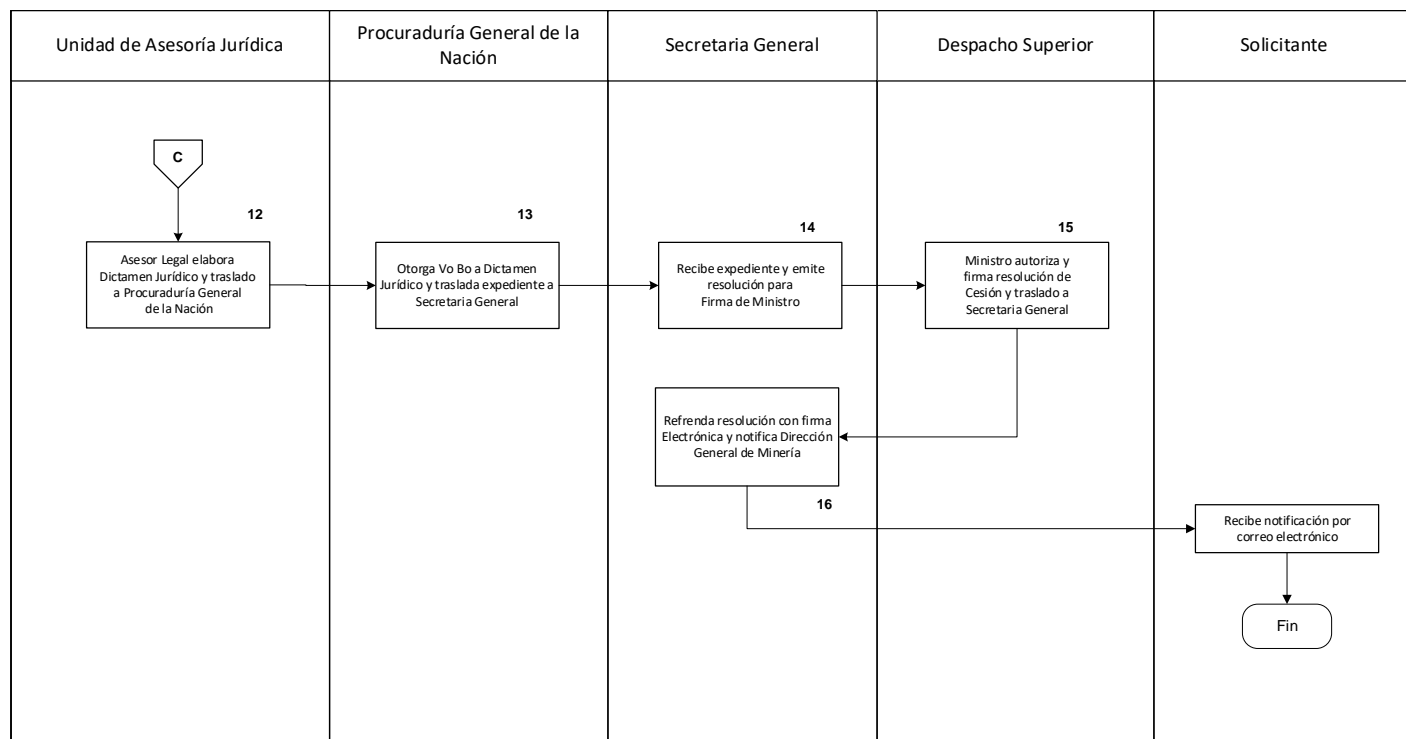 Unidad de Asesoría Jurídica
Procuraduría General de la
Nación
Secretaria General
Despacho Superior
Solicitante
C
12
Asesor Legal elabora
Dictamen Jurídico y traslado
a Procuraduría General
de la Nación
13
Otorga Vo Bo a Dictamen
Jurídico y traslada expediente a
Secretaria General
14
Recibe expediente y emite
resolución para
Firma de Ministro
15
Ministro autoriza y
firma resolución de
Cesión y traslado a
Secretaria General
Refrenda resolución con firma
Electrónica y notifica Dirección
General de Minería
16
Recibe notificación por
correo electrónico
Fin